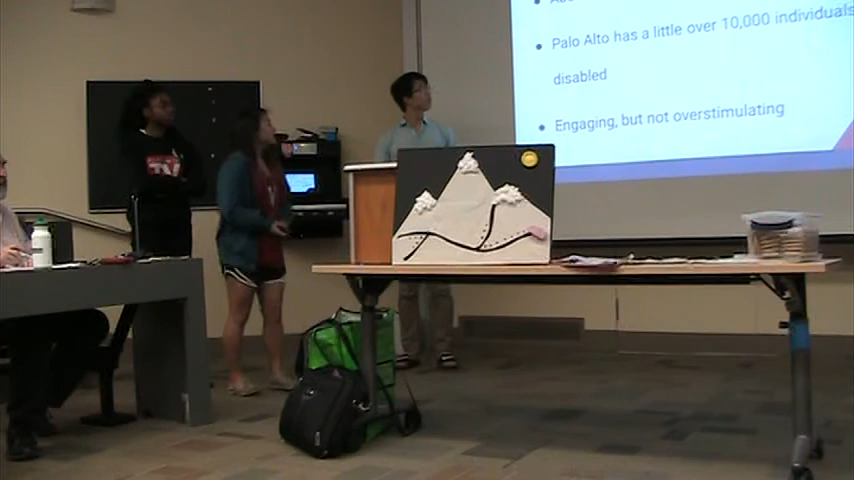 • Palo Alto has a little over 10,000 individuals
disabled
• Engaging, but not overstimulating